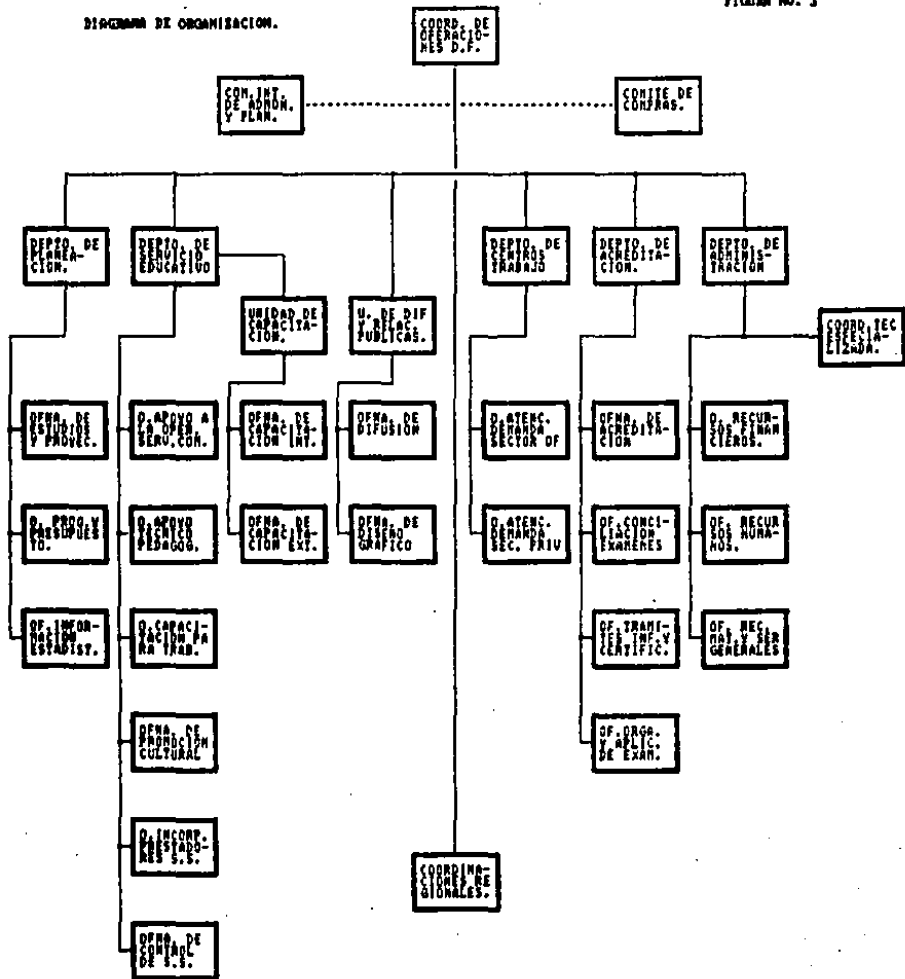 DIAGRAMA DE ORGANISACION.
FIGURA NO. 3
COORD. DE
OPERACIO-
NES D.F.
COM.INT.
DE ADMON.
Y PLAN.
COMITE DE
COMPRAS.
DEPTO. DE
PLANEA-
CION.
DEPTO. DE
SERVICIO
EDUCATIVO
DEPTO. DE
CENTROS
TRABAJO
DEPTO. DE
ACREDITA-
CION.
DEPTO. DE
ADMINIS-
TRACION
UNIDAD DE
CAPACITA-
CION.
U. DE DIF
Y RELAC.
PUBLICAS.
COORD.TEC
ESPECIA-
LIZADA.
OFNA. DE
ESTUDIOS
Y PROYEC.
O.APOYO A
LA OPER.
SERV.COM.
OFNA. DE
CAPACITA-
CION INT.
OFNA. DE
DIFUSION
O.ATENC.
DEMANDA
SECTOR OF
OFNA. DE
ACREDITA-
CION
O. RECUR-
SOS FINAN
CIEROS.
O. PROG.Y
PRESUPUES
TO.
O.APOYO
TECNICO
PEDAGOG.
OFNA. DE
CAPACITA-
CION EXT.
OFNA. DE
DISEÑO
GRAFICO
O.ATENC.
DEMANDA
SEC. PRIV
OF.CONCI-
LIACION
EXAMENES
OF. RECUR
SOS HUMA-
NOS.
OF.INFOR-
MACION
ESTADIST.
O.CAPACI-
TACION PA
RA TRAB.
OF.TRAMI-
TES INF.Y
CERTIFIC.
OF. REC.
MAT.Y SER
GENERALES
OFNA. DE
PROMOCION
CULTURAL
OF.ORGA.
Y APLIC.
DE EXAM.
O.INCORP.
PRESTADO-
RES S.S.
COORDINA-
CIONES RE
GIONALES.
OFNA. DE
CONTROL
DE S.S.